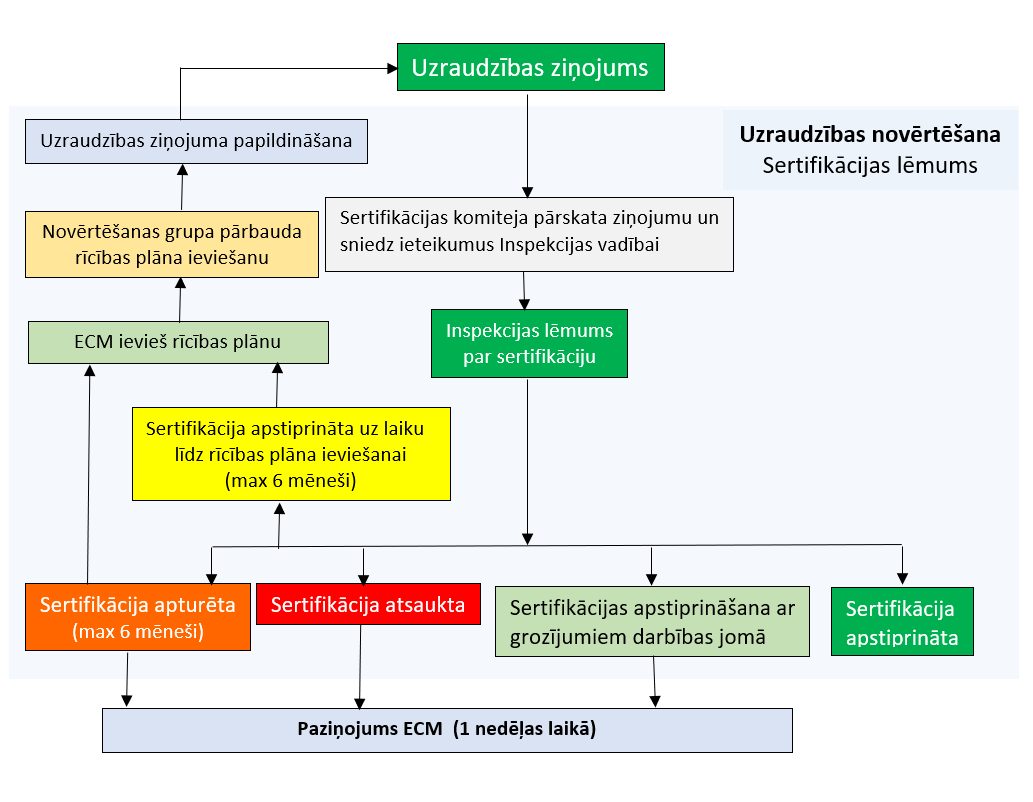 Uzraudzības ziņojums
Uzraudzības ziņojuma papildināšana
Uzraudzības novērtēšana
Sertifikācijas lēmums
Novērtēšanas grupa pārbauda
rīcības plāna ieviešanu
Sertifikācijas komiteja pārskata ziņojumu un
sniedz ieteikumus Inspekcijas vadībai
ECM ievieš rīcības plānu
Inspekcijas lēmums
par sertifikāciju
Sertifikācija apstiprināta uz laiku
līdz rīcības plāna ieviešanai
(max 6 mēneši)
Sertifikācija apturēta
(max 6 mēneši)
Sertifikācija atsaukta
Sertifikācijas apstiprināšana ar
grozījumiem darbības jomā
Sertifikācija
apstiprināta
Paziņojums ECM (1 nedēļas laikā)